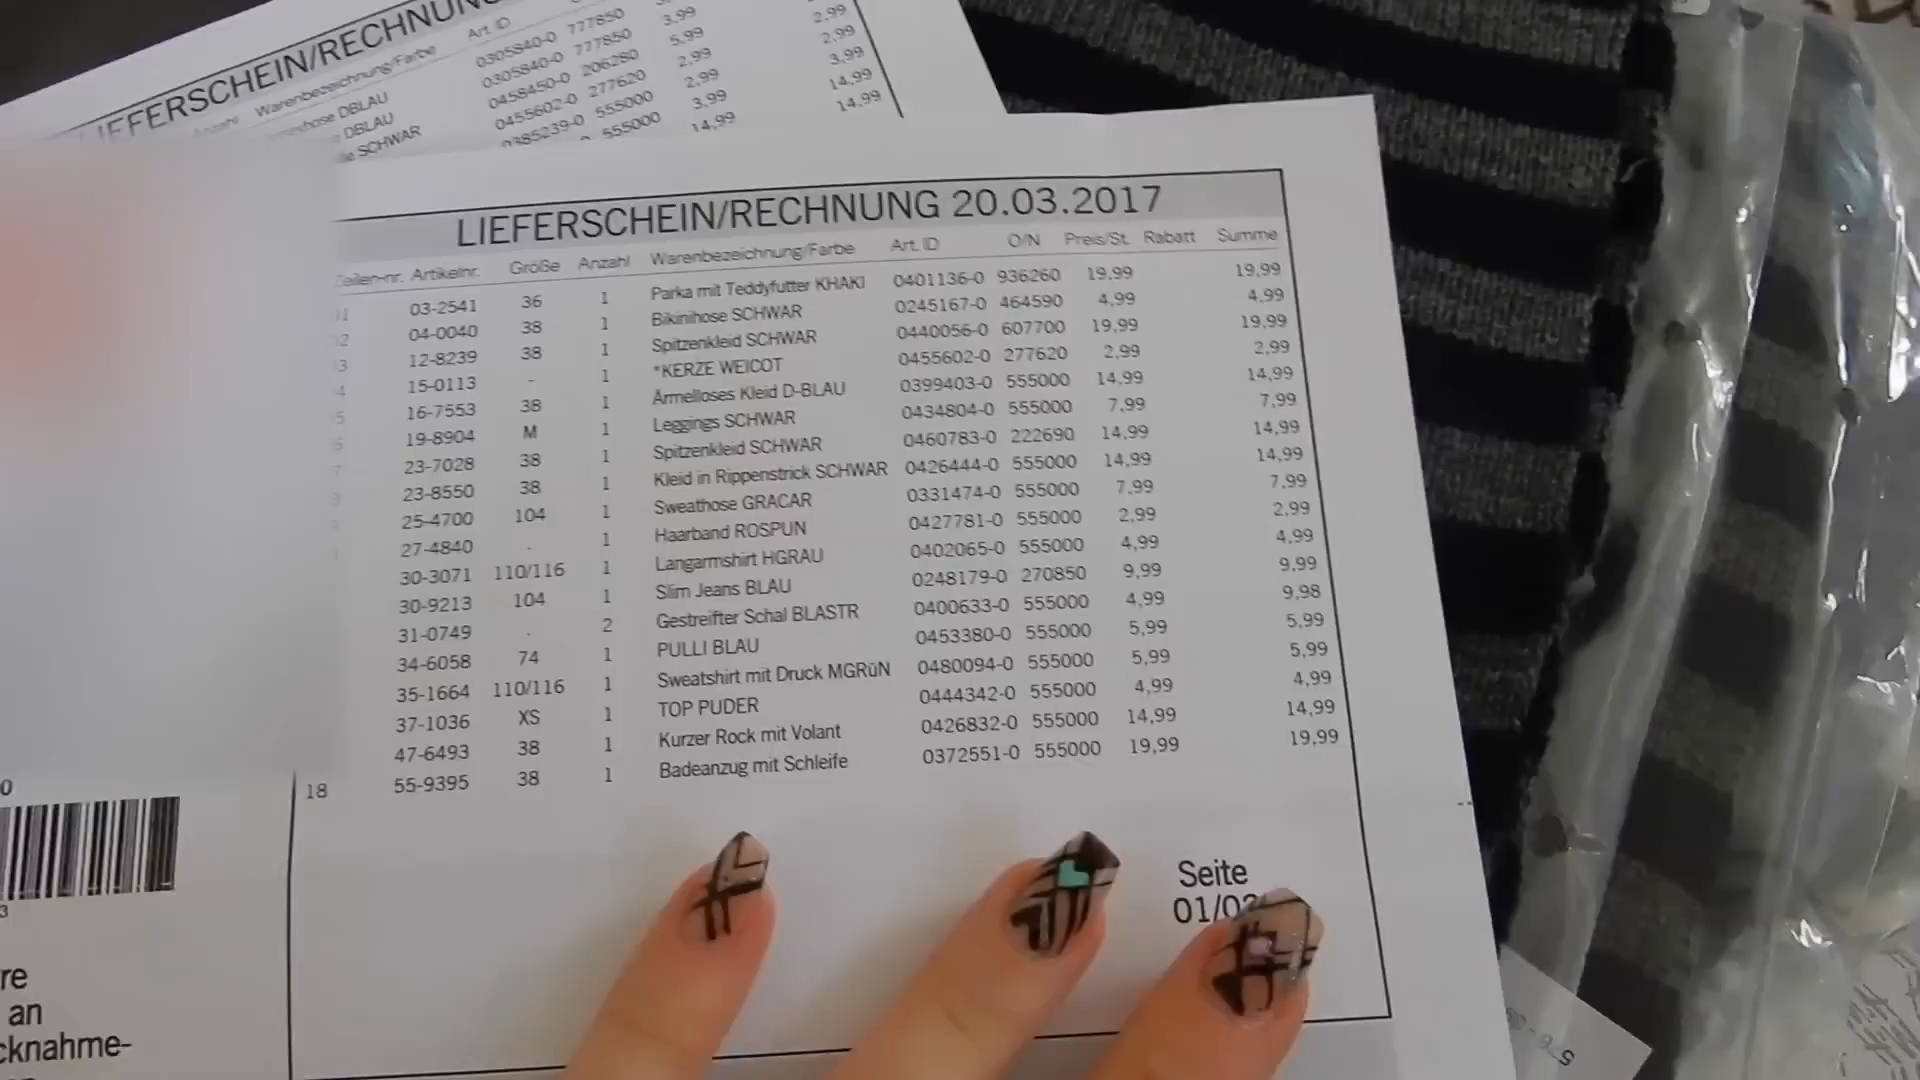 LIEFERSCHEIN/RECHNUNG
Anzahl Warenbezeichnung/Farbe Art. ID
DBLAU 0305840-0 777850 3,99 2,99
DBLAU 0305840-0 777850 5,99 2,99
SCHWAR 0458450-0 206280 2,99 3,99
0455602-0 277620 2,99 14,99
0385239-0 555000 3,99 14,99
555000 14,99
LIEFERSCHEIN/RECHNUNG 20.03.2017
Zeilen-nr. Artikelnr. Größe Anzahl Warenbezeichnung/Farbe Art. ID O/N Preis/St. Rabatt Summe
03-2541 36 1 Parka mit Teddyfutter KHAKI 0401136-0 936260 19,99 19,99
04-0040 38 1 Bikinihose SCHWAR 0245167-0 464590 4,99 4,99
12-8239 38 1 Spitzenkleid SCHWAR 0440056-0 607700 19,99 19,99
15-0113 - 1 *KERZE WEICOT 0455602-0 277620 2,99 2,99
16-7553 38 1 Ärmelloses Kleid D-BLAU 0399403-0 555000 14,99 14,99
19-8904 M 1 Leggings SCHWAR 0434804-0 555000 7,99 7,99
23-7028 38 1 Spitzenkleid SCHWAR 0460783-0 222690 14,99 14,99
23-8550 38 1 Kleid in Rippenstrick SCHWAR 0426444-0 555000 14,99 14,99
25-4700 104 1 Sweathose GRACAR 0331474-0 555000 7,99 7,99
27-4840 . 1 Haarband ROSPUN 0427781-0 555000 2,99 2,99
30-3071 110/116 1 Langarmshirt HGRAU 0402065-0 555000 4,99 4,99
30-9213 104 1 Slim Jeans BLAU 0248179-0 270850 9,99 9,99
31-0749 . 2 Gestreifter Schal BLASTR 0400633-0 555000 4,99 9,98
34-6058 74 1 PULLI BLAU 0453380-0 555000 5,99 5,99
35-1664 110/116 1 Sweatshirt mit Druck MGRüN 0480094-0 555000 5,99 5,99
37-1036 XS 1 TOP PUDER 0444342-0 555000 4,99 4,99
47-6493 38 1 Kurzer Rock mit Volant 0426832-0 555000 14,99 14,99
18 55-9395 38 1 Badeanzug mit Schleife 0372551-0 555000 19,99 19,99
Seite
01/02
0
3
re
an
cknahme-